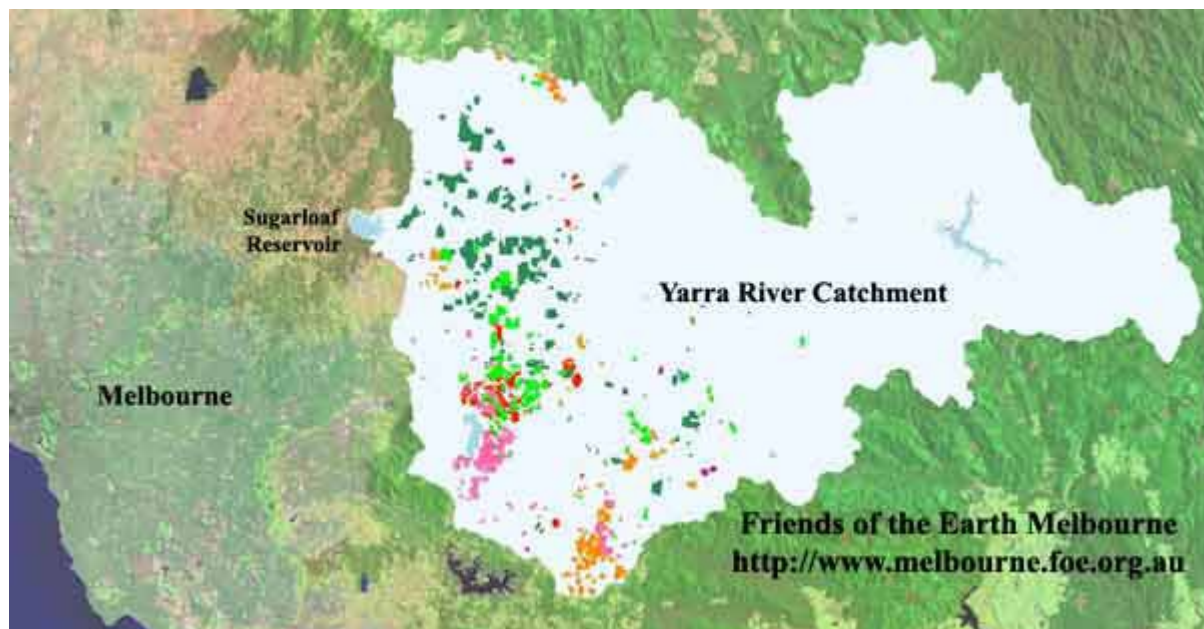 Sugarloaf
Reservoir
Yarra River Catchment
Melbourne
Friends of the Earth Melbourne
http://www.melbourne.foe.org.au